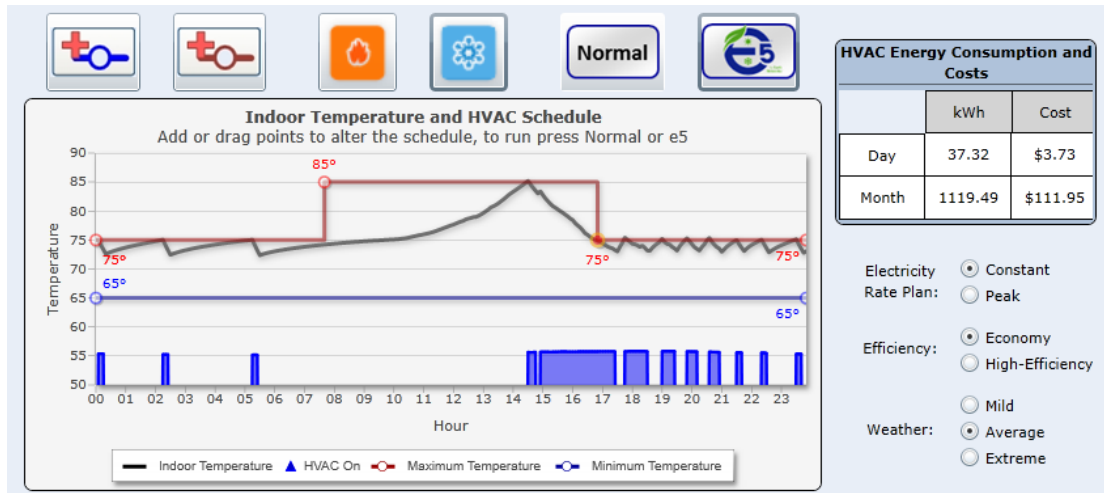 Normal
e5
HVAC Energy Consumption and
Costs
kWh Cost
Day 37.32 $3.73
Month 1119.49 $111.95
Indoor Temperature and HVAC Schedule
Add or drag points to alter the schedule, to run press Normal or e5
Temperature
90
85
80
75
70
65
60
55
50
85°
75°
75°
75°
65°
65°
00 01 02 03 04 05 06 07 08 09 10 11 12 13 14 15 16 17 18 19 20 21 22 23
Hour
Indoor Temperature HVAC On Maximum Temperature Minimum Temperature
Electricity
Rate Plan:
Constant
Peak
Efficiency:
Economy
High-Efficiency
Weather:
Mild
Average
Extreme